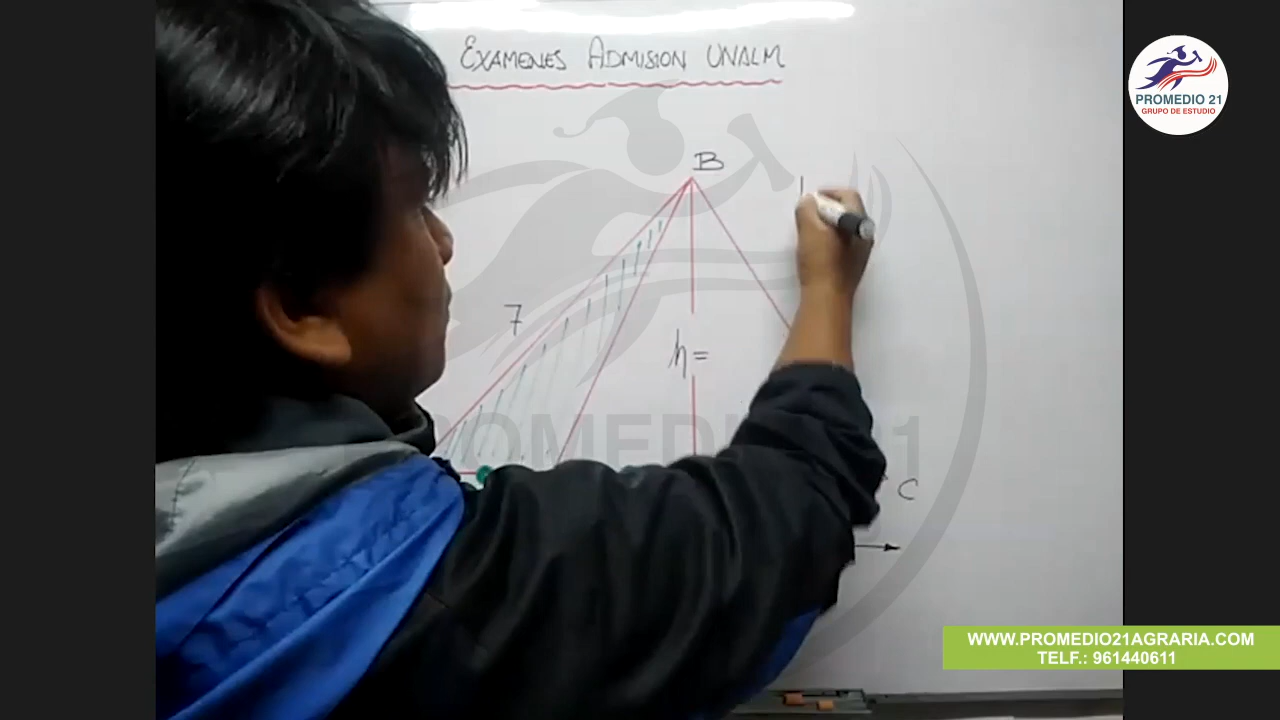 EXAMENES ADMISION UNALM
PROMEDIO 21
GRUPO DE ESTUDIO
B
7
h=
C
WWW.PROMEDIO21AGRARIA.COM
TELF.: 961440611